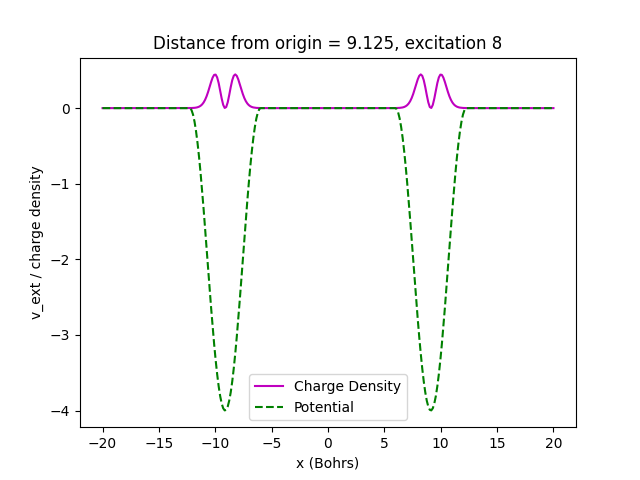 Distance from origin = 9.125, excitation 8
v_ext / charge density
0
−1
−2
−3
−4
Charge Density
Potential
−20 −15 −10 −5 0 5 10 15 20
x (Bohrs)